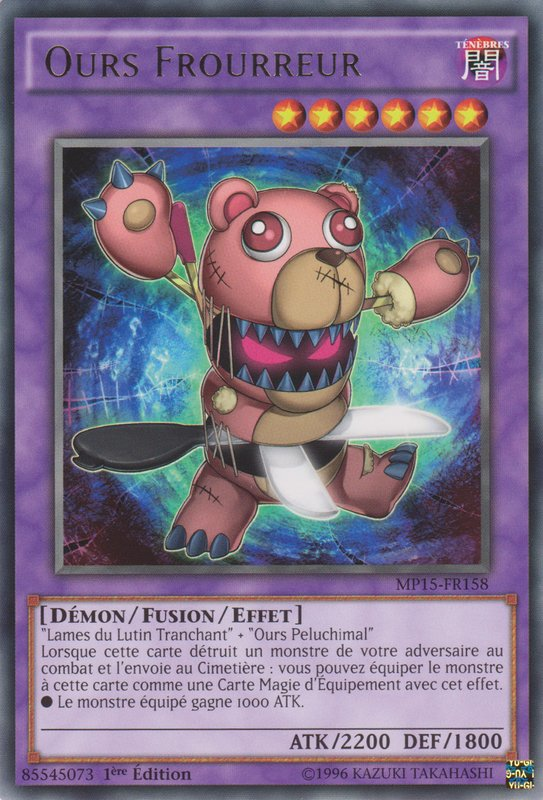 OURS FROURREUR
TÉNÈBRES
闇
MP15-FR158
[DÉMON/FUSION/EFFET]
"Lames du Lutin Tranchant" + "Ours Peluchimal"
Lorsque cette carte détruit un monstre de votre adversaire au
combat et l'envoie au Cimetière : vous pouvez équiper le monstre
à cette carte comme une Carte Magie d'Équipement avec cet effet.
● Le monstre équipé gagne 1000 ATK.
ATK/2200 DEF/1800
85545073 1ère Édition
©1996 KAZUKI TAKAHASHI